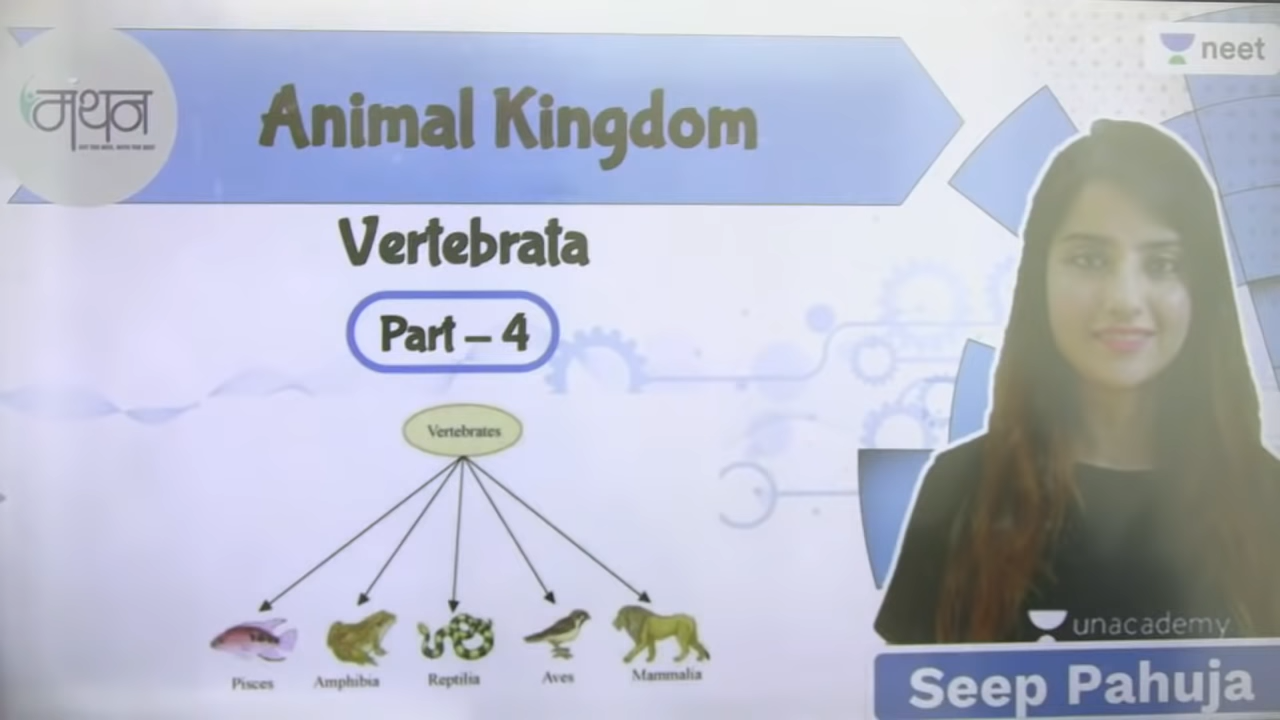 मंथन
Animal Kingdom
neet
Vertebrata
Part – 4
Vertebrates
Pisces
Amphibia
Reptilia
Aves
Mammalia
unacademy
Seep Pahuja